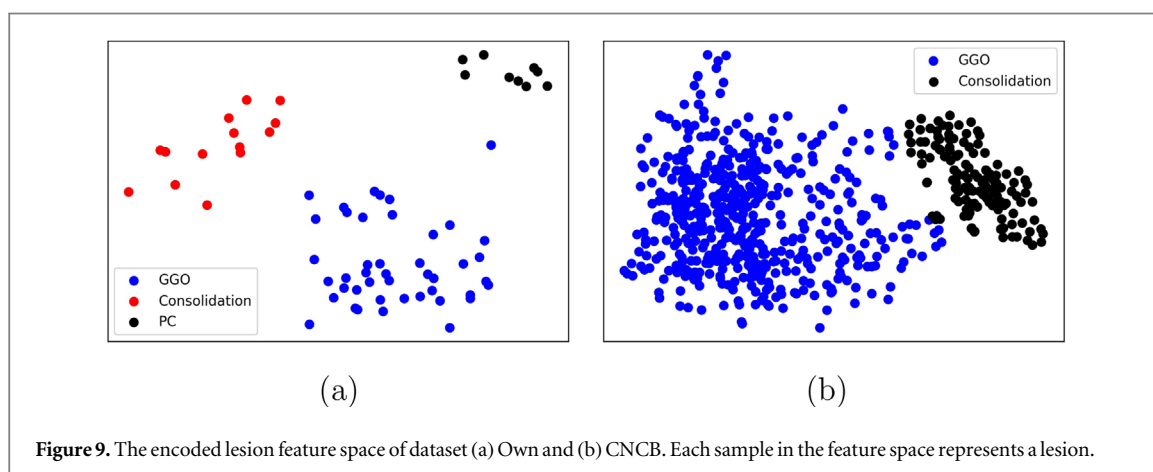 GGO
Consolidation
PC
GGO
Consolidation
(a)
(b)
Figure 9. The encoded lesion feature space of dataset (a) Own and (b) CNCB. Each sample in the feature space represents a lesion.